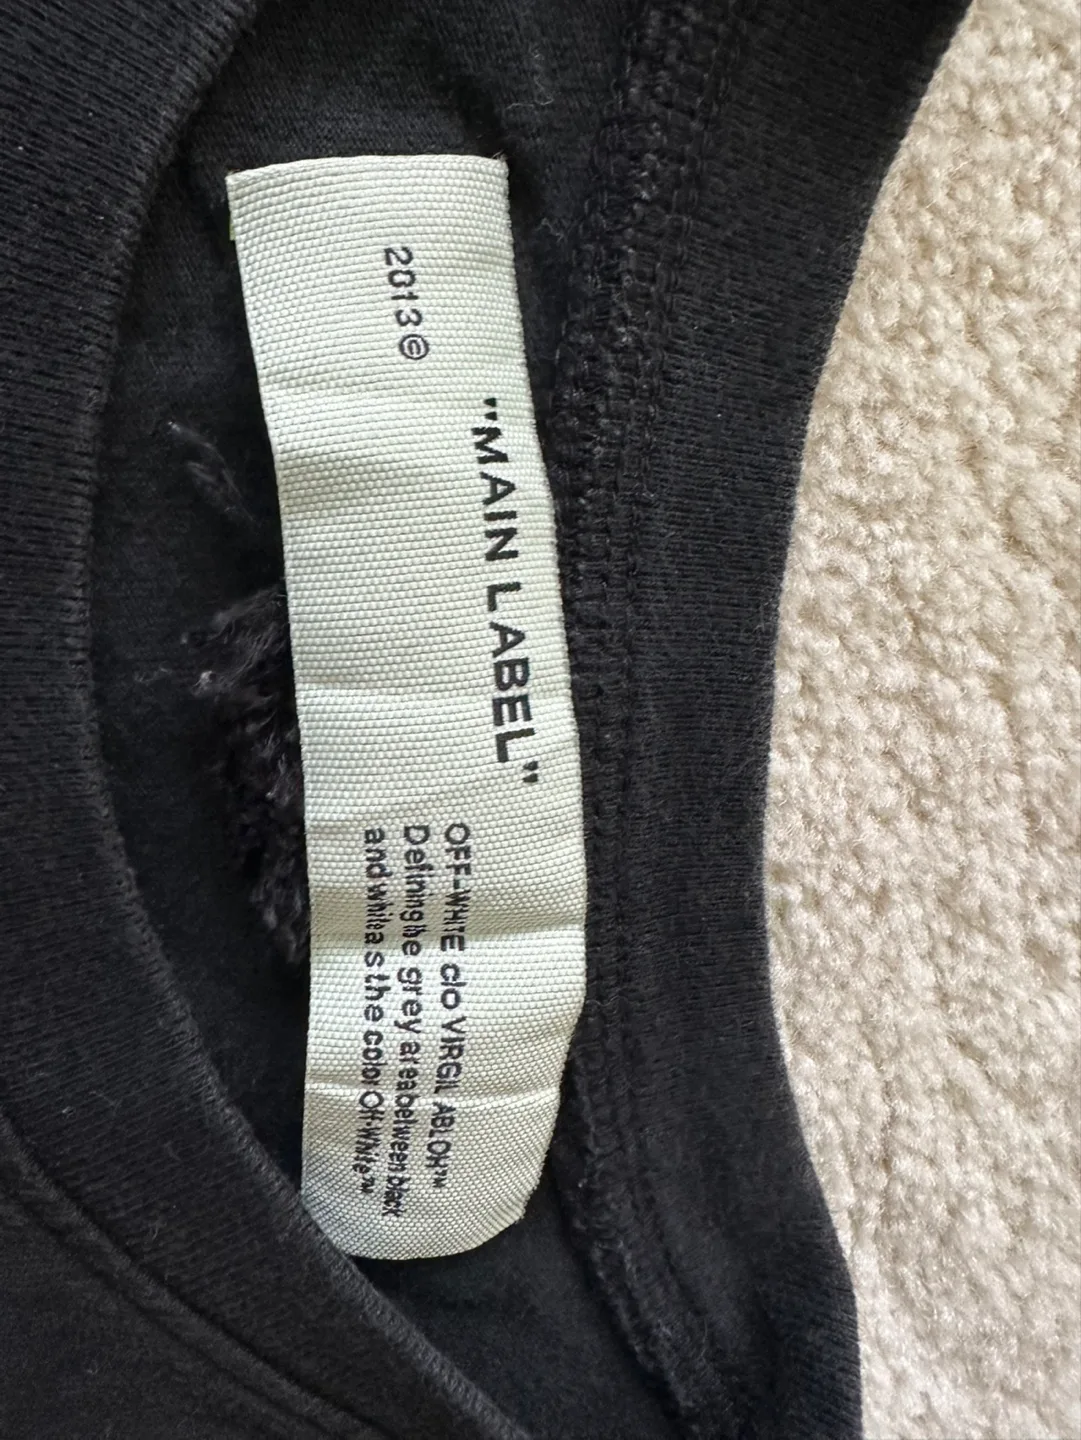 2013©
"MAIN LABEL"
OFF-WHITE c/o VIRGIL ABLOH™
Defining the grey area between black
and white as the color Off-White™